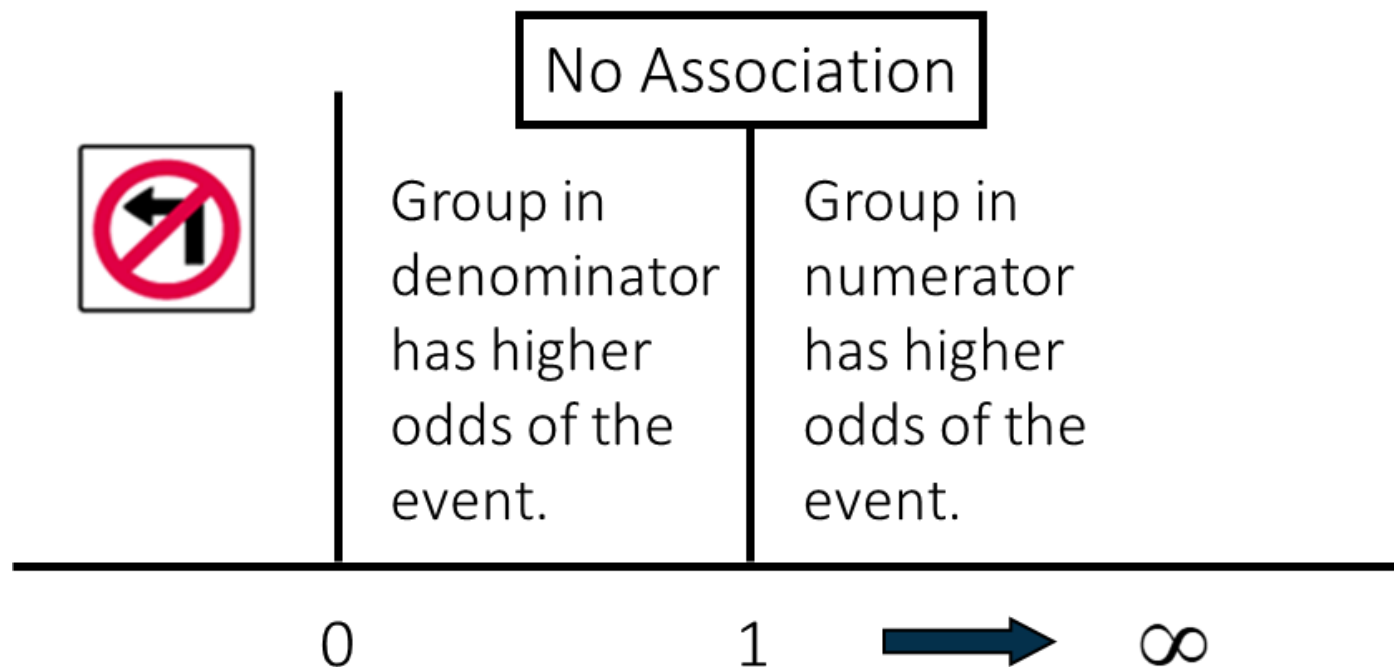 No Association
Group in
denominator
has higher
odds of the
event.
Group in
numerator
has higher
odds of the
event.
0
1
∞